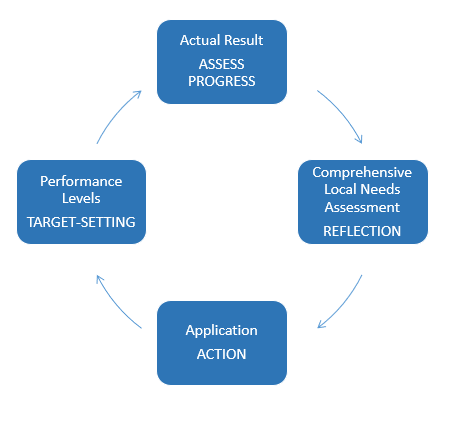 Actual Result
ASSESS
PROGRESS
Comprehensive
Local Needs
Assessment
REFLECTION
Application
ACTION
Performance
Levels
TARGET-SETTING